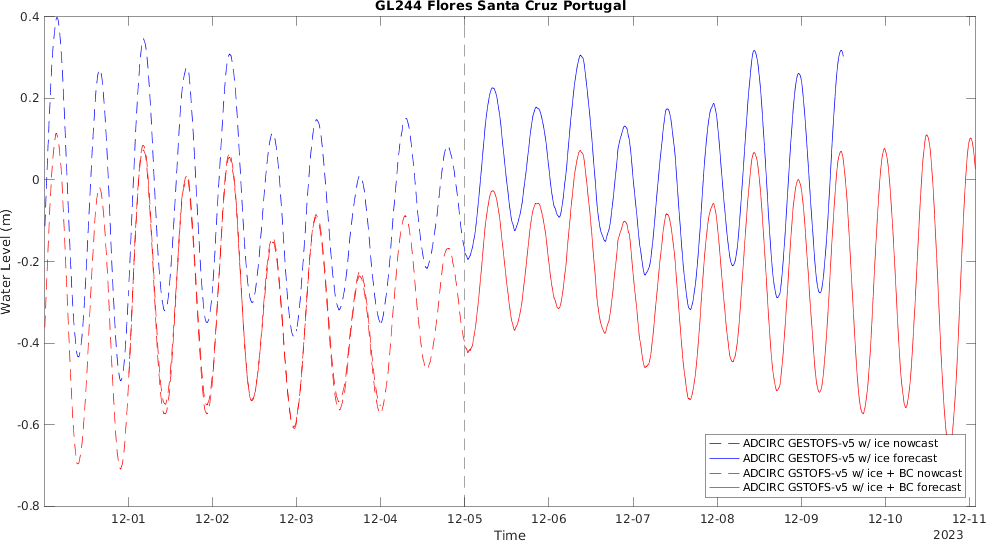 GL244 Flores Santa Cruz Portugal
0.4
0.2
0
-0.2
-0.4
-0.6
-0.8
Water Level (m)
12-01 12-02 12-03 12-04 12-05 12-06 12-07 12-08 12-09 12-10 12-11
Time
2023
ADCIRC GESTOFS-v5 w/ ice nowcast
ADCIRC GESTOFS-v5 w/ ice forecast
ADCIRC GSTOFS-v5 w/ ice + BC nowcast
ADCIRC GSTOFS-v5 w/ ice + BC forecast